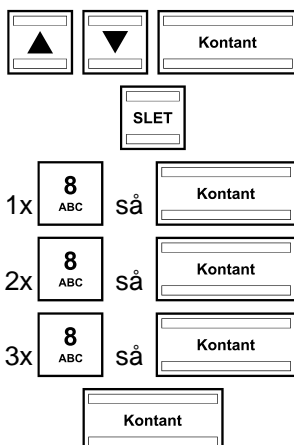 Kontant
SLET
1x 8 ABC så Kontant
2x 8 ABC så Kontant
3x 8 ABC så Kontant
Kontant